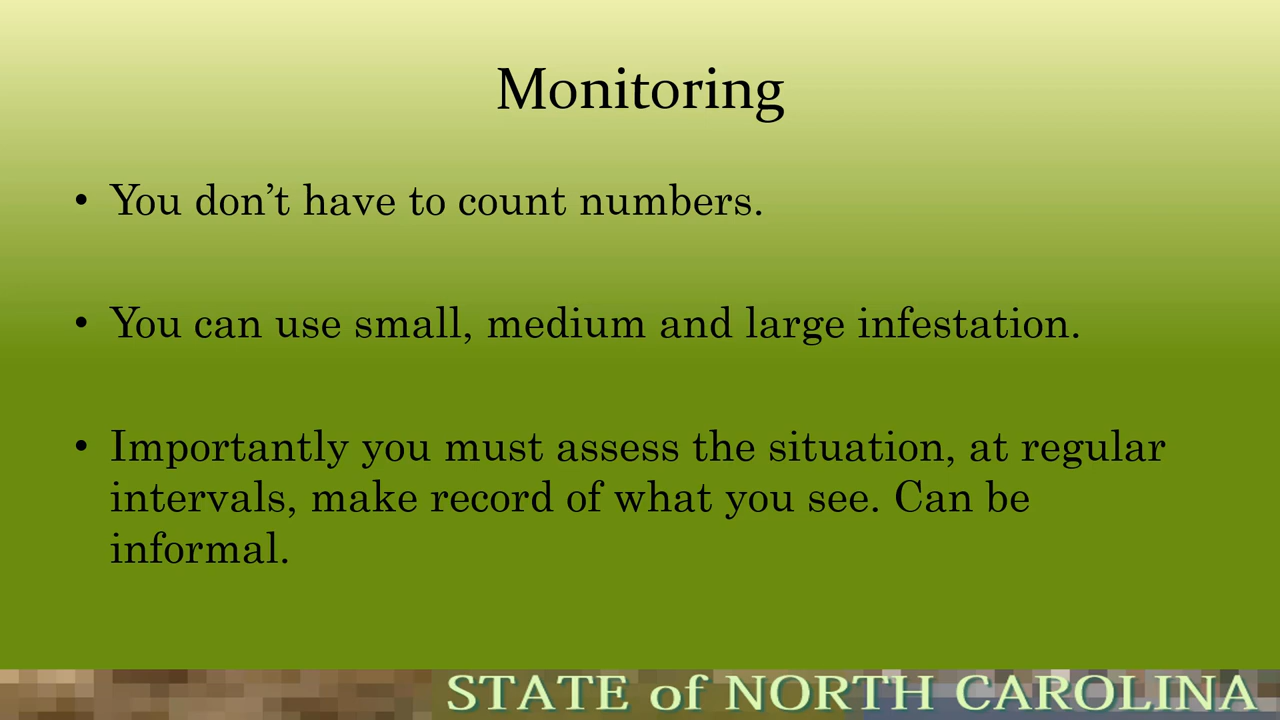 Monitoring
• You don’t have to count numbers.
• You can use small, medium and large infestation.
• Importantly you must assess the situation, at regular
intervals, make record of what you see. Can be
informal.
STATE of NORTH CAROLINA